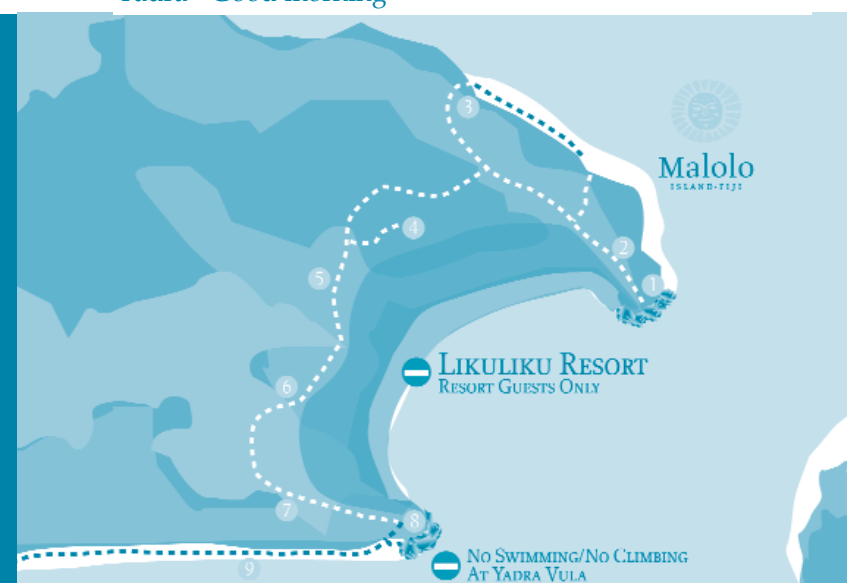 3
Malolo
ISLAND-FIJI
4
2
5
1
LIKULIKU RESORT
RESORT GUESTS ONLY
6
7
8
NO SWIMMING/NO CLIMBING
AT YADRA VULA
9